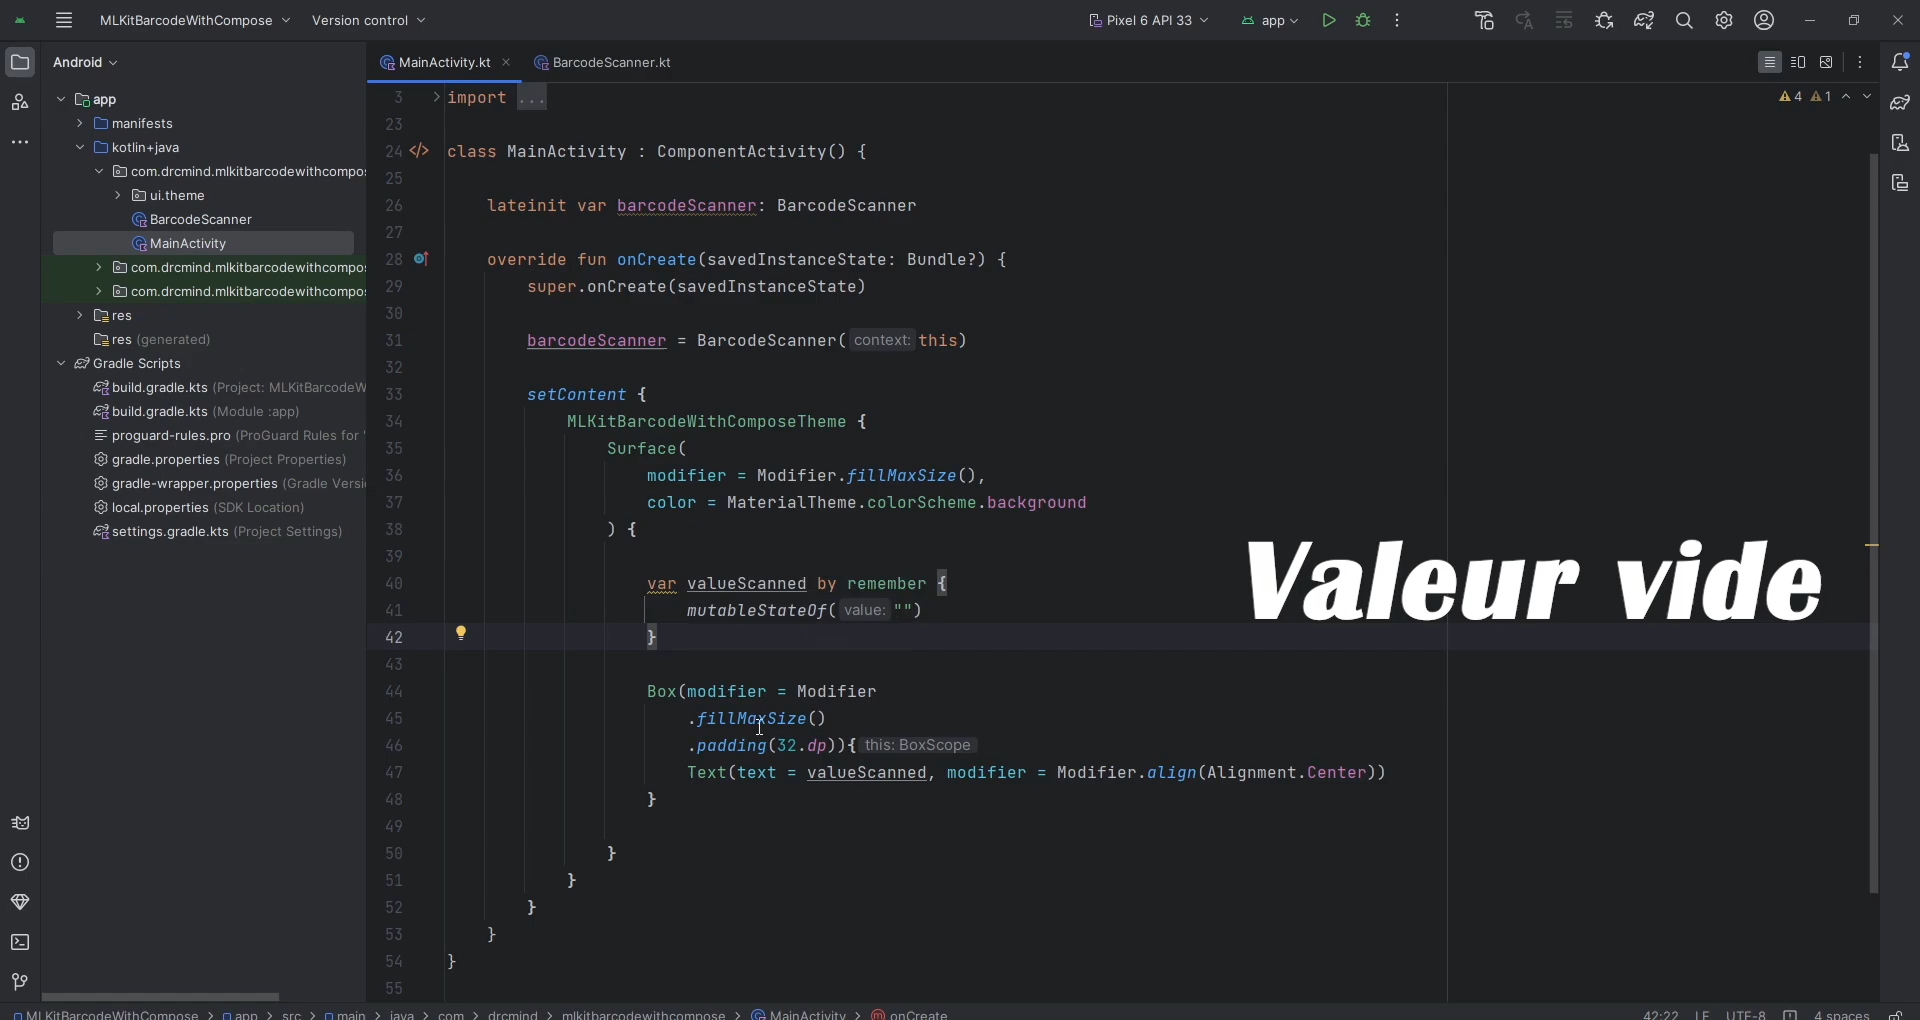 MLKitBarcodeWithCompose Version control Pixel 6 API 33 app
Android
MainActivity.kt BarcodeScanner.kt
app
manifests
kotlin+java
com.drcmind.mlkitbarcodewithcompo
ui.theme
BarcodeScanner
MainActivity
com.drcmind.mlkitbarcodewithcompo
com.drcmind.mlkitbarcodewithcompo
res
res (generated)
Gradle Scripts
build.gradle.kts (Project: MLKitBarcodeW
build.gradle.kts (Module :app)
proguard-rules.pro (ProGuard Rules for "
gradle.properties (Project Properties)
gradle-wrapper.properties (Gradle Versi
local.properties (SDK Location)
settings.gradle.kts (Project Settings)
4 1
3 import ...
23
24 class MainActivity : ComponentActivity() {
25
26 lateinit var barcodeScanner: BarcodeScanner
27
28 override fun onCreate(savedInstanceState: Bundle?) {
29 super.onCreate(savedInstanceState)
30
31 barcodeScanner = BarcodeScanner( context: this)
32
33 setContent {
34 MLKitBarcodeWithComposeTheme {
35 Surface(
36 modifier = Modifier.fillMaxSize(),
37 color = MaterialTheme.colorScheme.background
38 ) {
39
40 var valueScanned by remember {
41 mutableStateOf( value: "")
42 }
43
44 Box(modifier = Modifier
45 .fillMaxSize()
46 .padding(32.dp)){ this: BoxScope
47 Text(text = valueScanned, modifier = Modifier.align(Alignment.Center))
48 }
49
50 }
51 }
52 }
53 }
54 }
55
Valeur vide
MLKitBarcodeWithCompose > app > src > main > java > com > drcmind > mlkitbarcodewithcompose > MainActivity > onCreate 42:22 LF UTF-8 4 spaces